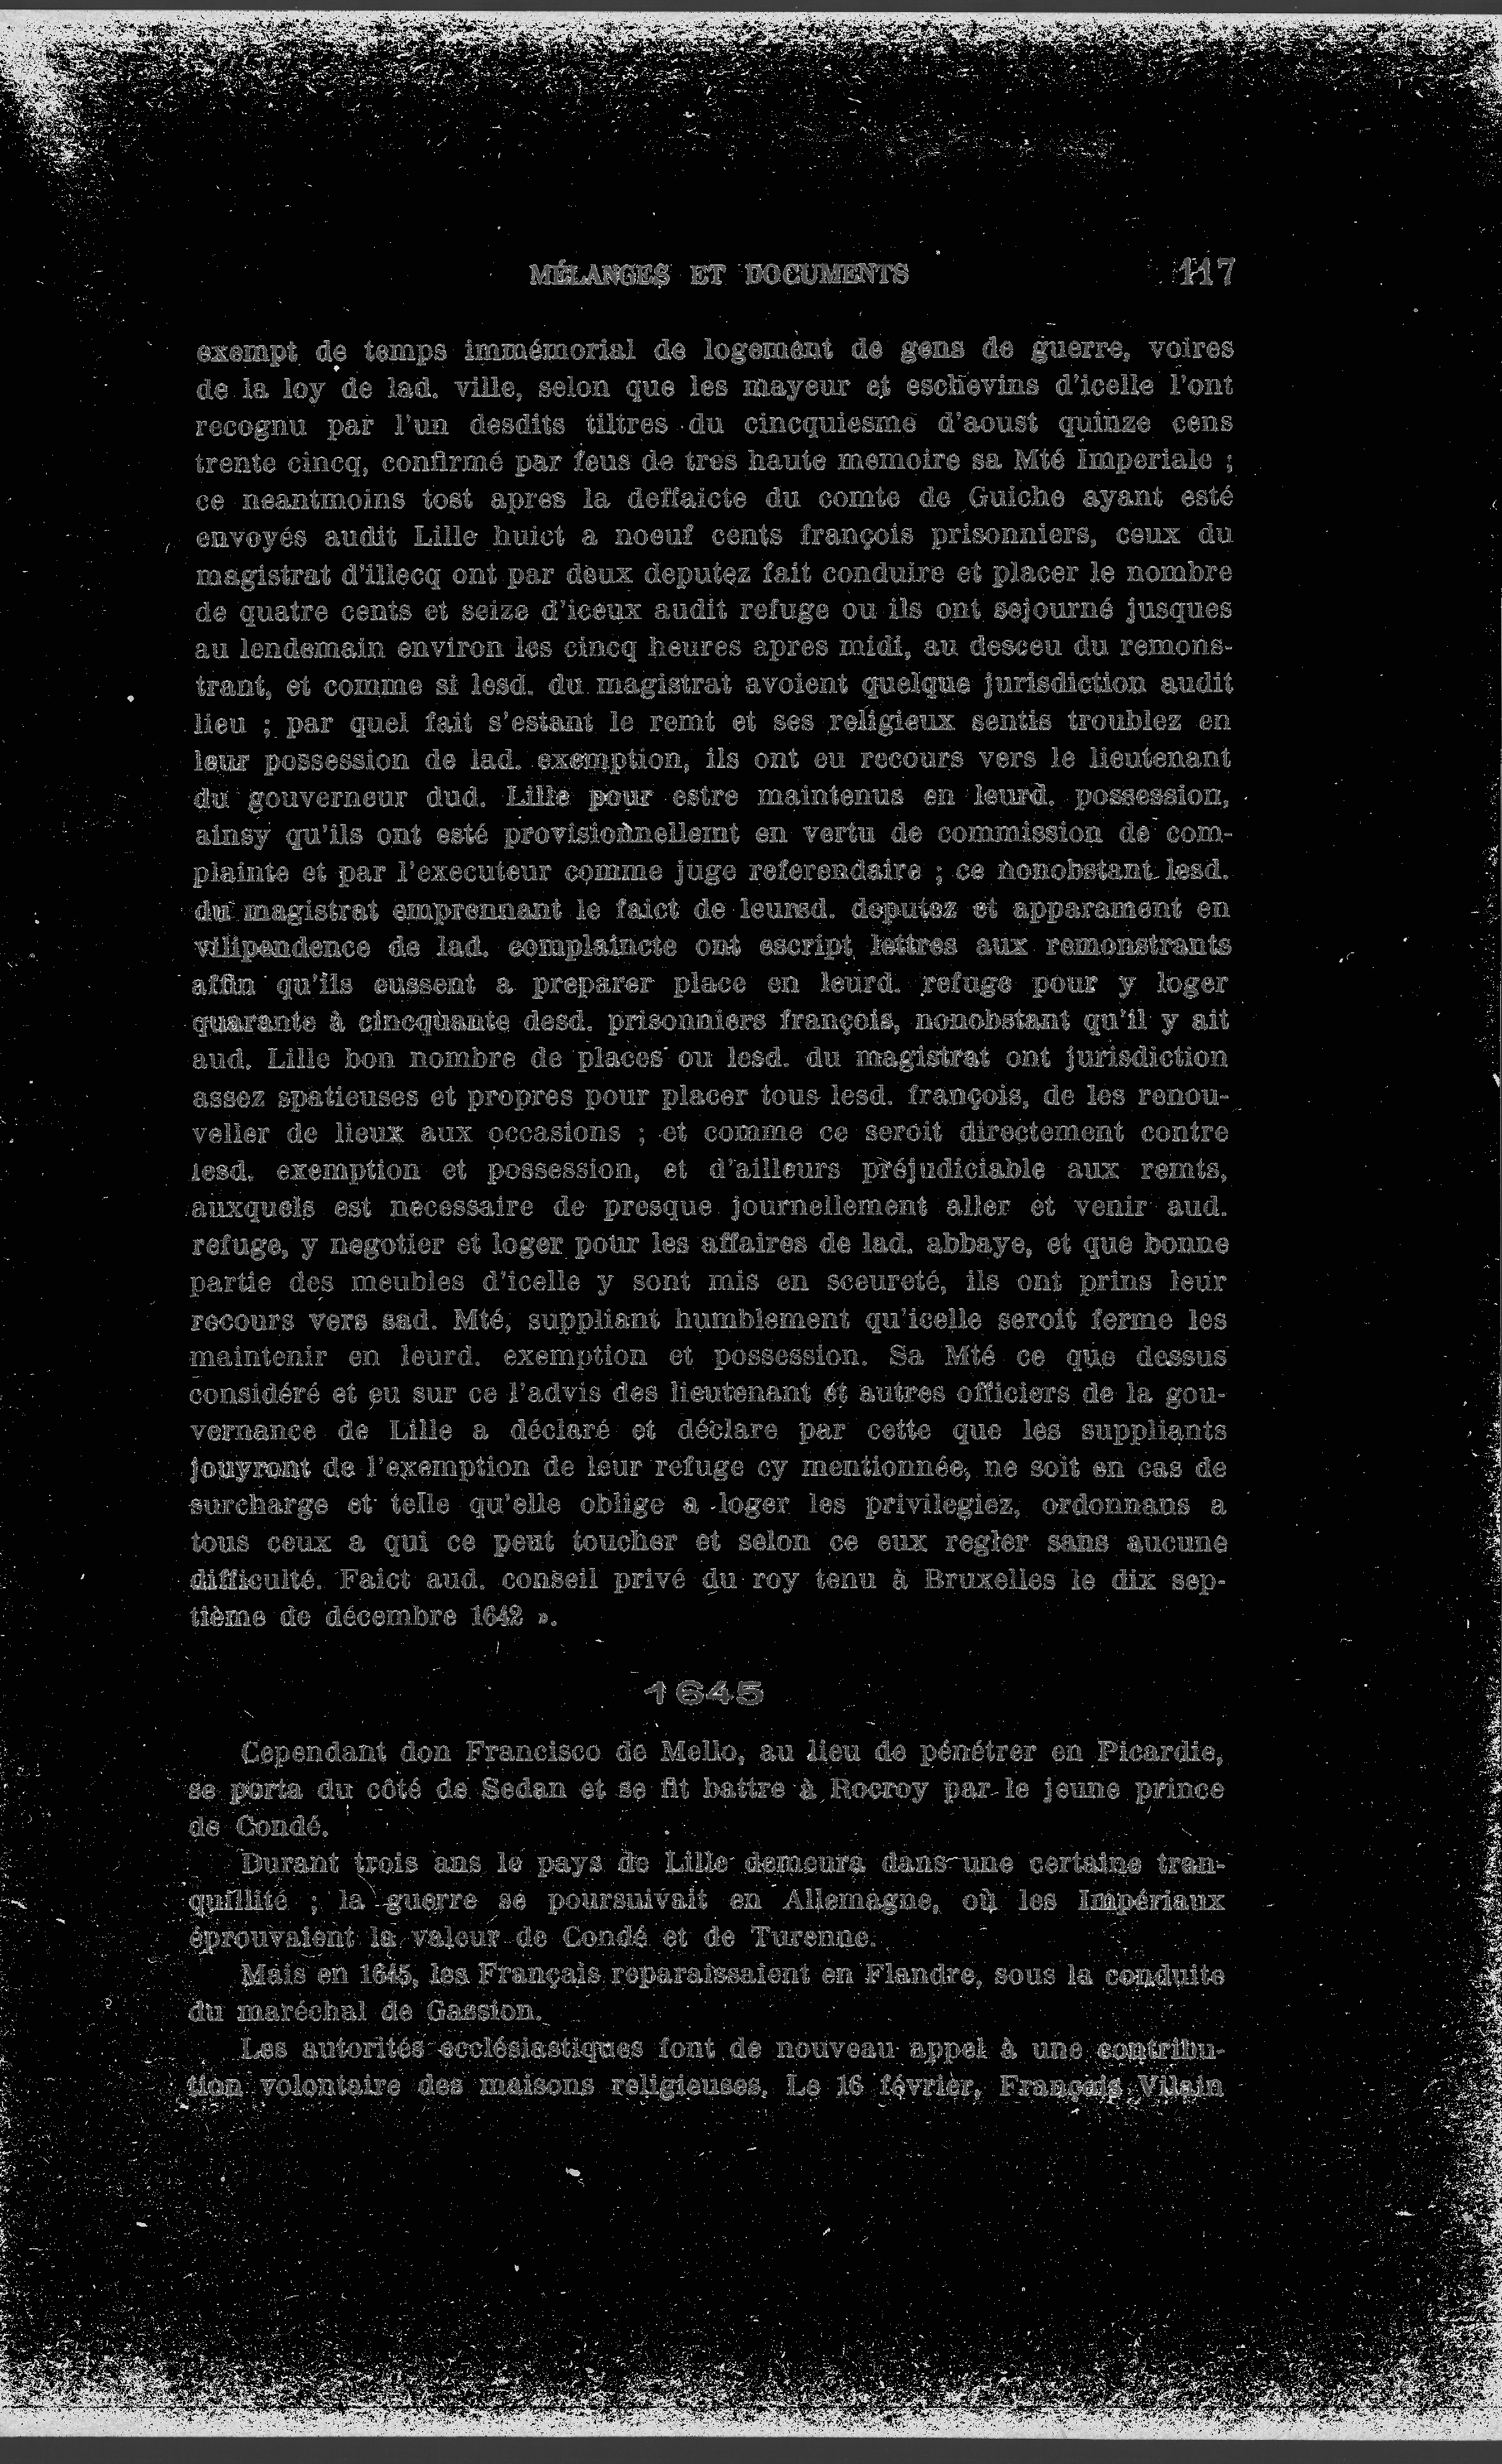 MÉLANGES ET DOCUMENTS 117
exempt de temps immémorial de logement de gens de guerre, voires
de la loy de lad. ville, selon que les mayeur et eschevins d'icelle l'ont
recognu par l'un desdits tiltres du cincquiesme d'aoust quinze cens
trente cincq, confirmé par feus de tres haute memoire sa Mté Imperiale ;
ce neantmoins tost apres la deffaicte du comte de Guiche ayant esté
envoyés audit Lille huict a noeuf cents françois prisonniers, ceux du
magistrat d'illecq ont par deux deputez fait conduire et placer le nombre
de quatre cents et seize d'iceux audit refuge ou ils ont sejourné jusques
au lendemain environ les cincq heures apres midi, au desceu du remons-
trant, et comme si lesd. du magistrat avoient quelque jurisdiction audit
lieu ; par quel fait s'estant le remt et ses religieux sentis troublez en
leur possession de lad. exemption, ils ont eu recours vers le lieutenant
du gouverneur dud. Lille pour estre maintenus en leurd. possession,
ainsy qu'ils ont esté provisionnellemt en vertu de commission de com-
plainte et par l'executeur comme juge referendaire ; ce nonobstant lesd.
du magistrat emprennant le faict de leursd. deputez et apparament en
vilipendence de lad. complaincte ont escript lettres aux remonstrants
affin qu'ils eussent a preparer place en leurd. refuge pour y loger
quarante à cincquante desd. prisonniers françois, nonobstant qu'il y ait
aud. Lille bon nombre de places ou lesd. du magistrat ont jurisdiction
assez spatieuses et propres pour placer tous lesd. françois, de les renou-
veller de lieux aux occasions ; et comme ce seroit directement contre
lesd. exemption et possession, et d'ailleurs préjudiciable aux remts,
auxquels est necessaire de presque journellement aller et venir aud.
refuge, y negotier et loger pour les affaires de lad. abbaye, et que bonne
partie des meubles d'icelle y sont mis en sceureté, ils ont prins leur
recours vers sad. Mté, suppliant humblement qu'icelle seroit ferme les
maintenir en leurd. exemption et possession. Sa Mté ce que dessus
considéré et eu sur ce l'advis des lieutenant et autres officiers de la gou-
vernance de Lille a déclaré et déclare par cette que les suppliants
jouyront de l'exemption de leur refuge cy mentionnée, ne soit en cas de
surcharge et telle qu'elle oblige a loger les privilegiez, ordonnans a
tous ceux a qui ce peut toucher et selon ce eux regler sans aucune
difficulté. Faict aud. conseil privé du roy tenu à Bruxelles le dix sep-
tième de décembre 1642 ».
1645
Cependant don Francisco de Mello, au lieu de pénétrer en Picardie,
se porta du côté de Sedan et se fit battre à Rocroy par le jeune prince
de Condé.
Durant trois ans le pays de Lille demeura dans une certaine tran-
quillité ; la guerre se poursuivait en Allemagne, où les Impériaux
éprouvaient la valeur de Condé et de Turenne.
Mais en 1645, les Français reparaissaient en Flandre, sous la conduite
du maréchal de Gassion.
Les autorités ecclésiastiques font de nouveau appel à une contribu-
tion volontaire des maisons religieuses. Le 16 février, François Vilain